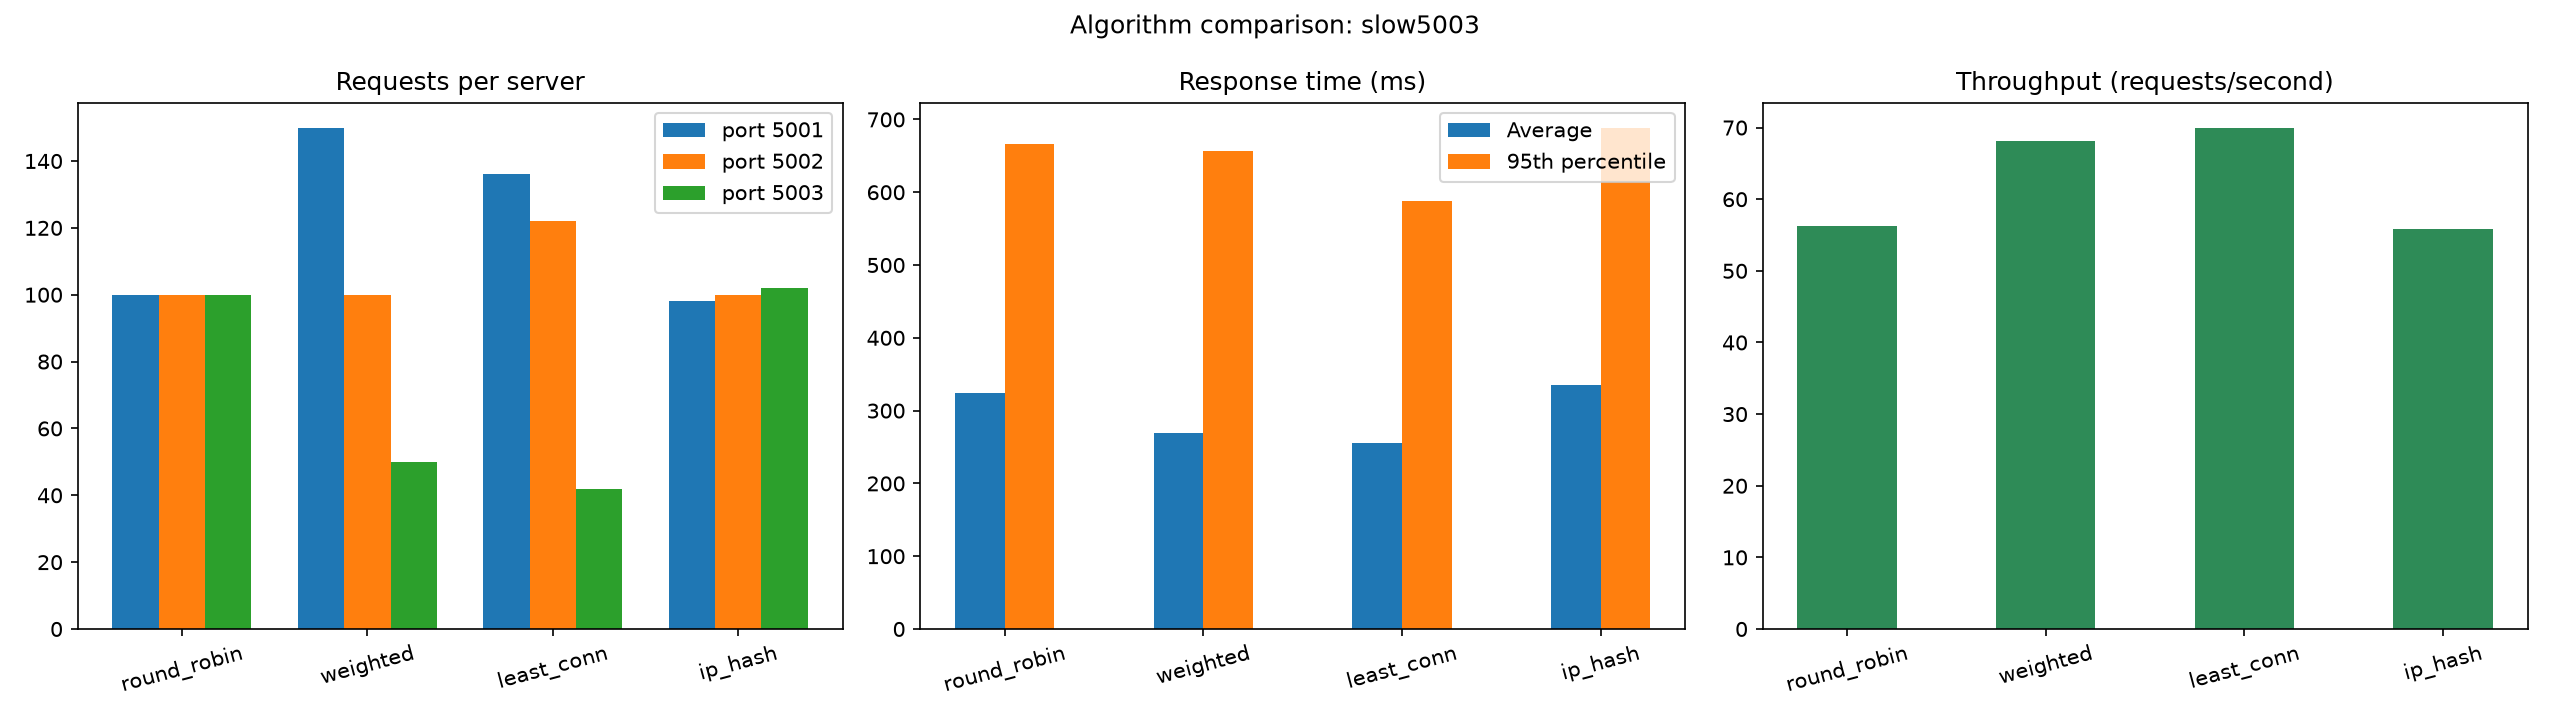 Algorithm comparison: slow5003
Requests per server
140
120
100
80
60
40
20
0
port 5001
port 5002
port 5003
round_robin
weighted
least_conn
ip_hash
Response time (ms)
700
600
500
400
300
200
100
0
Average
95th percentile
round_robin
weighted
least_conn
ip_hash
Throughput (requests/second)
70
60
50
40
30
20
10
0
round_robin
weighted
least_conn
ip_hash